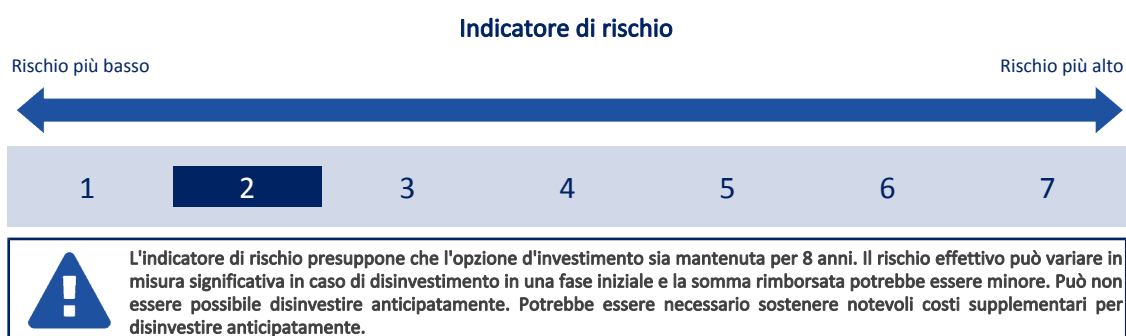 Indicatore di rischio
Rischio più basso
Rischio più alto
1 2 3 4 5 6 7
L'indicatore di rischio presuppone che l'opzione d'investimento sia mantenuta per 8 anni. Il rischio effettivo può variare in
misura significativa in caso di disinvestimento in una fase iniziale e la somma rimborsata potrebbe essere minore. Può non
essere possibile disinvestire anticipatamente. Potrebbe essere necessario sostenere notevoli costi supplementari per
disinvestire anticipatamente.